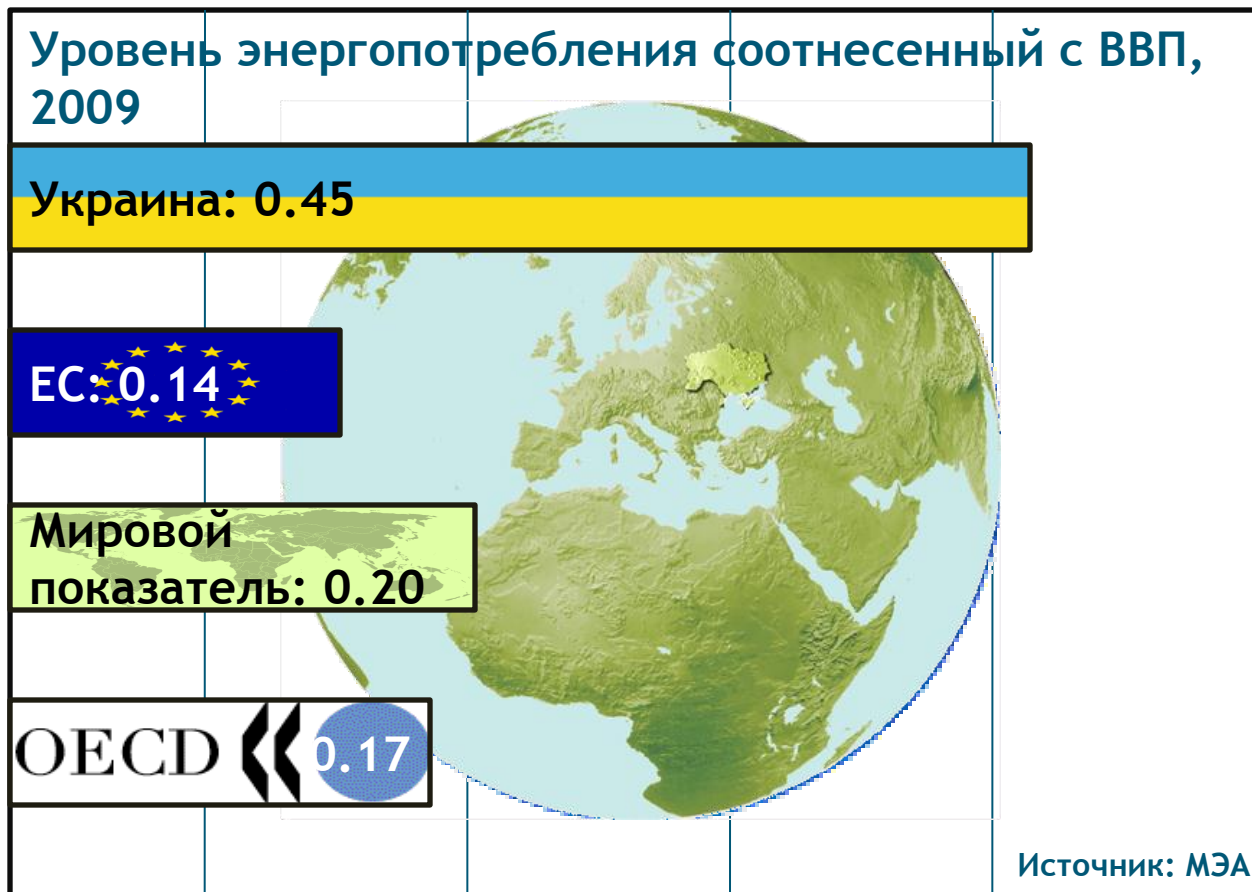 Уровень энергопотребления соотнесенный с ВВП,
2009
Украина: 0.45
ЕС: 0.14
Мировой
показатель: 0.20
OECD 0.17
Источник: МЭА